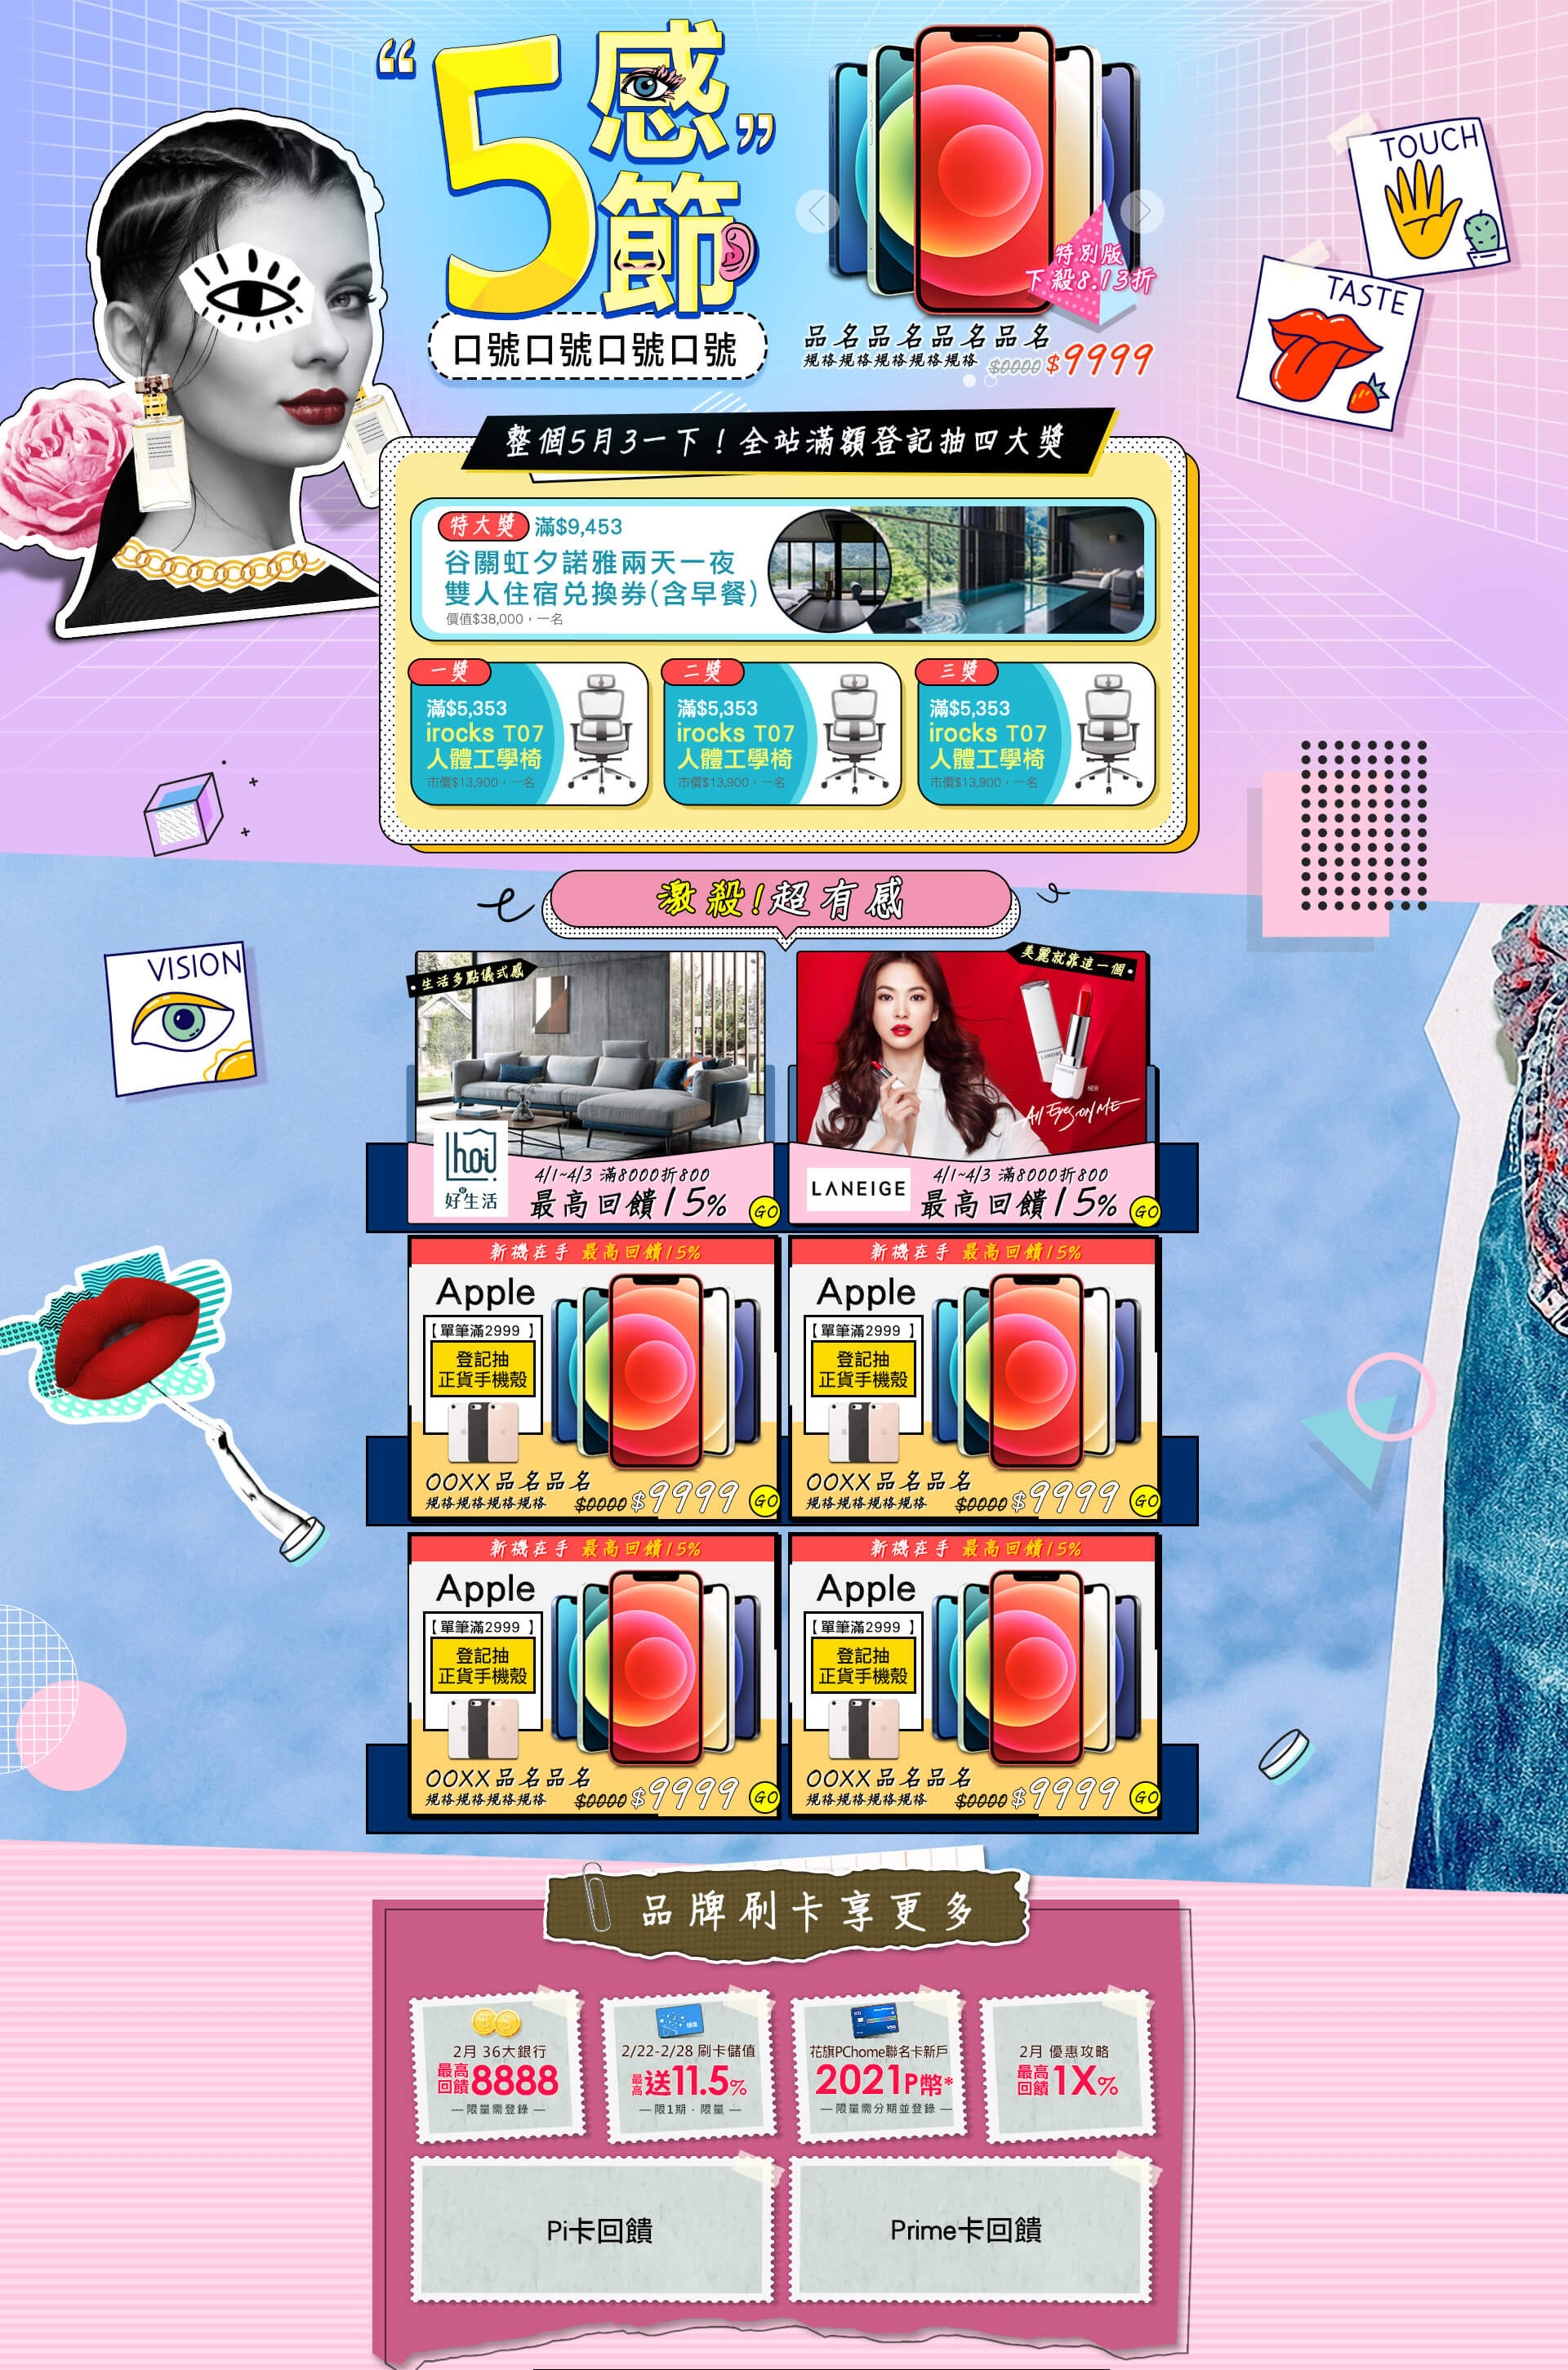 “5感節”
口號口號口號口號
特別版
下殺8.13折
品名品名品名品名
規格規格規格規格規格 $0000 $9999
TOUCH
TASTE
整個5月3一下！全站滿額登記抽四大獎
特大獎 滿$9,453
谷關虹夕諾雅兩天一夜
雙人住宿兌換券(含早餐)
價值$38,000，一名
一獎
滿$5,353
irocks T07
人體工學椅
市價$13,900，一名
二獎
滿$5,353
irocks T07
人體工學椅
市價$13,900，一名
三獎
滿$5,353
irocks T07
人體工學椅
市價$13,900，一名
激殺!超有感
VISION
生活多點儀式感
hoi
好生活
4/1~4/3 滿8000折800
最高回饋15%
GO
美麗就靠這一個
LANEIGE
LANEIGE
NEW
All Eyes on ME
LANEIGE
4/1~4/3 滿8000折800
最高回饋15%
GO
新機在手 最高回饋15%
Apple
【單筆滿2999】
登記抽
正貨手機殼
OOXX品名品名
規格規格規格規格 $0000 $9999
GO
新機在手 最高回饋15%
Apple
【單筆滿2999】
登記抽
正貨手機殼
OOXX品名品名
規格規格規格規格 $0000 $9999
GO
新機在手 最高回饋15%
Apple
【單筆滿2999】
登記抽
正貨手機殼
OOXX品名品名
規格規格規格規格 $0000 $9999
GO
新機在手 最高回饋15%
Apple
【單筆滿2999】
登記抽
正貨手機殼
OOXX品名品名
規格規格規格規格 $0000 $9999
GO
品牌刷卡享更多
2月 36大銀行
最高回饋8888
— 限量需登錄 —
2/22-2/28 刷卡儲值
最高送11.5%
— 限1期．限量 —
花旗PChome聯名卡新戶
2021P幣*
— 限量需分期並登錄 —
2月 優惠攻略
最高回饋1X%
Pi卡回饋
Prime卡回饋